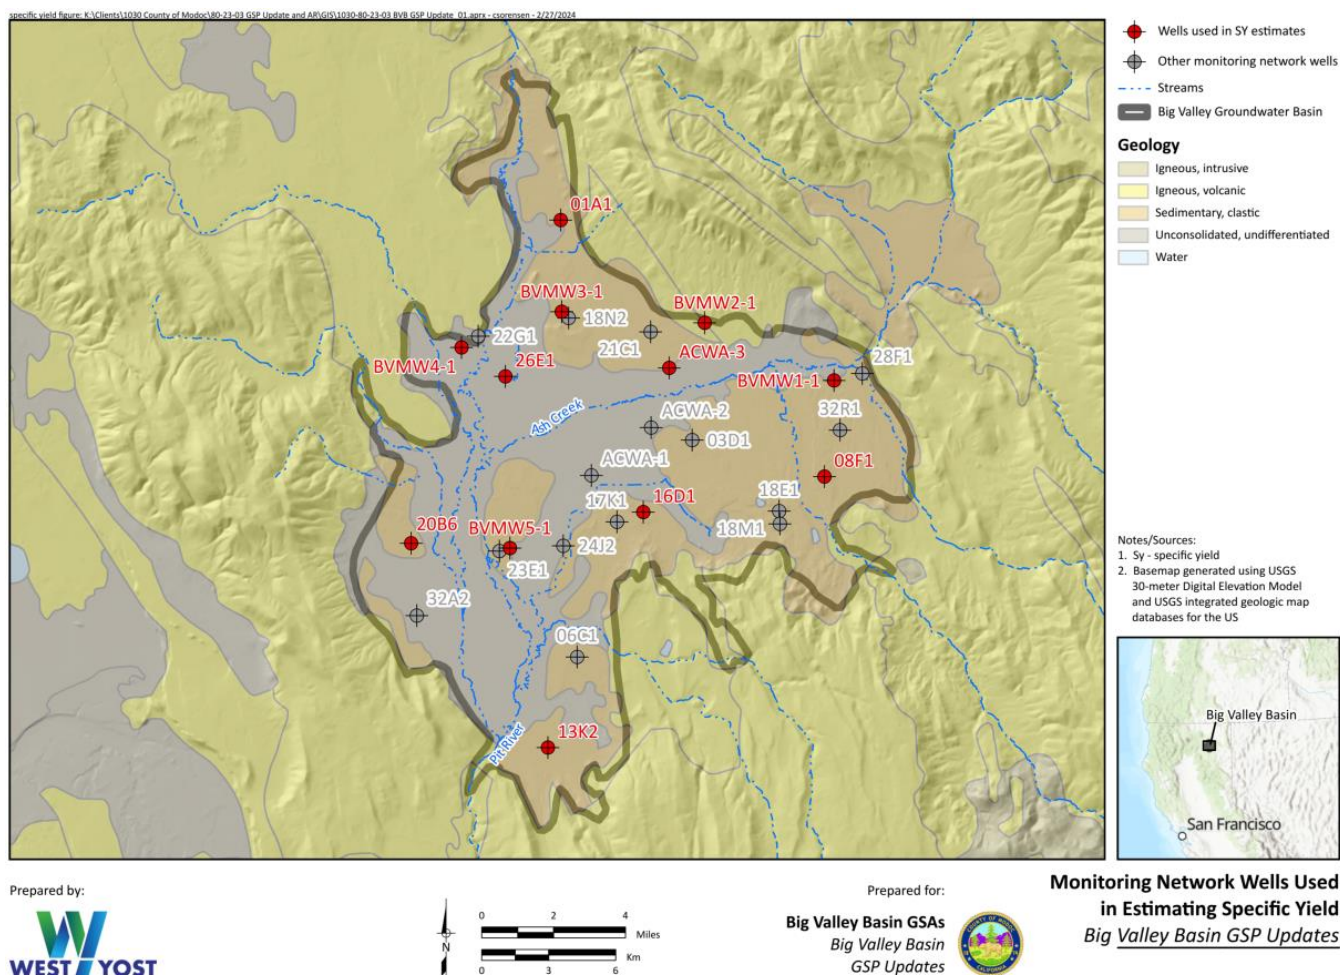 specific yield figure: K:\Clients\1030 County of Modoc\80-23-03 GSP Update and AR\GIS\1030-80-23-03 BVB GSP Update_01.aprx - csorensen - 2/27/2024
Wells used in SY estimates
Other monitoring network wells
Streams
Big Valley Groundwater Basin
Geology
Igneous, intrusive
Igneous, volcanic
Sedimentary, clastic
Unconsolidated, undifferentiated
Water
01A1
BVMW3-1
18N2
BVMW2-1
22G1
21C1
BVMW4-1
26E1
ACWA-3
28F1
BVMW1-1
Ash Creek
ACWA-2
32R1
03D1
ACWA-1
08F1
17K1
16D1
18E1
18M1
20B6
BVMW5-1
24J2
23E1
32A2
06C1
Pit River
13K2
Notes/Sources:
1. Sy - specific yield
2. Basemap generated using USGS
30-meter Digital Elevation Model
and USGS integrated geologic map
databases for the US
Big Valley Basin
San Francisco
Prepared by:
WEST YOST
N
0 2 4
Miles
Km
0 3 6
Prepared for:
Big Valley Basin GSAs
Big Valley Basin
GSP Updates
COUNTY OF MODOC
CALIFORNIA
Monitoring Network Wells Used
in Estimating Specific Yield
Big Valley Basin GSP Updates